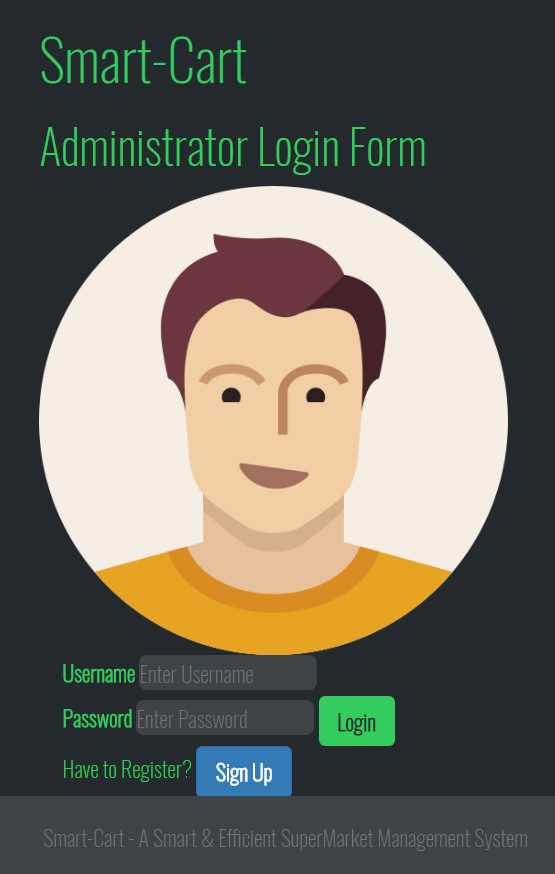 Smart-Cart
Administrator Login Form
Username Enter Username
Password Enter Password Login
Have to Register? Sign Up
Smart-Cart - A Smart & Efficient SuperMarket Management System